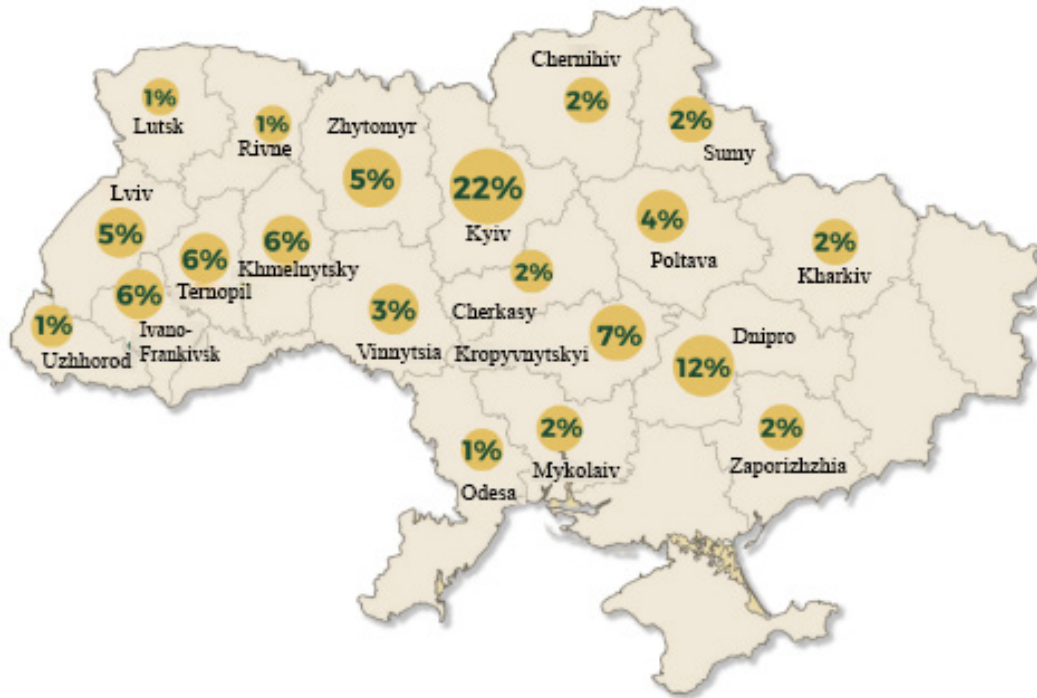 Chernihiv
2%
1%
Lutsk
1%
Rivne
Zhytomyr
5%
2%
Sumy
22%
Kyiv
Lviv
5%
6%
Ternopil
6%
Khmelnytsky
4%
Poltava
2%
Kharkiv
2%
Cherkasy
6%
Ivano-
Frankivsk
1%
Uzhhorod
3%
Vinnytsia
7%
Kropyvnytskyi
Dnipro
12%
1%
Odesa
2%
Mykolaiv
2%
Zaporizhzhia